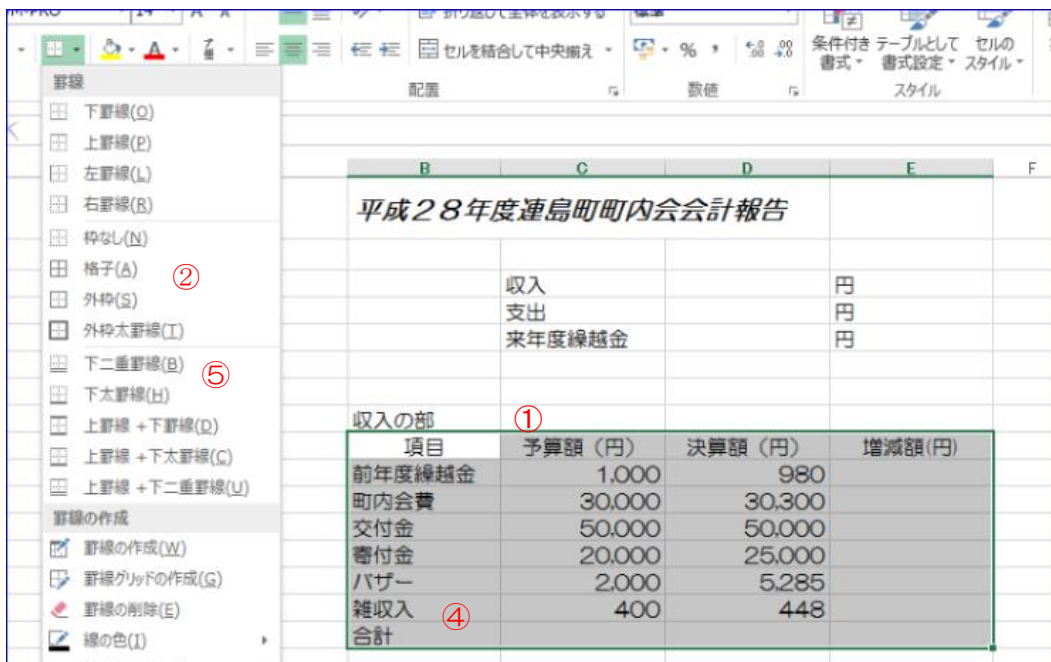 14
折り返して全体を表示する
標準
セルを結合して中央揃え
%
条件付き 書式
テーブルとして 書式設定
セルの スタイル
配置
数値
スタイル
罫線
下罫線(O)
上罫線(P)
左罫線(L)
右罫線(R)
枠なし(N)
格子(A)
②
外枠(S)
外枠太罫線(T)
下二重罫線(B)
⑤
下太罫線(H)
上罫線 +下罫線(D)
上罫線 +下太罫線(C)
上罫線 +下二重罫線(U)
罫線の作成
罫線の作成(W)
罫線グリッドの作成(G)
罫線の削除(E)
線の色(I)
B C D E F
平成28年度連島町町内会会計報告
収入 円
支出 円
来年度繰越金 円
収入の部 ①
項目 予算額（円） 決算額（円） 増減額(円)
前年度繰越金 1,000 980
町内会費 30,000 30,300
交付金 50,000 50,000
寄付金 20,000 25,000
バザー 2,000 5,285
雑収入 ④ 400 448
合計